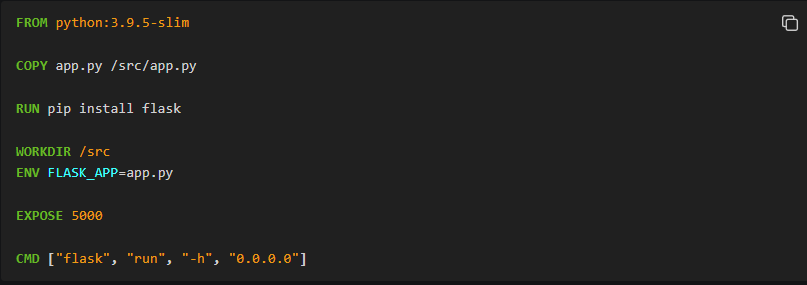 FROM python:3.9.5-slim
COPY app.py /src/app.py
RUN pip install flask
WORKDIR /src
ENV FLASK_APP=app.py
EXPOSE 5000
CMD ["flask", "run", "-h", "0.0.0.0"]